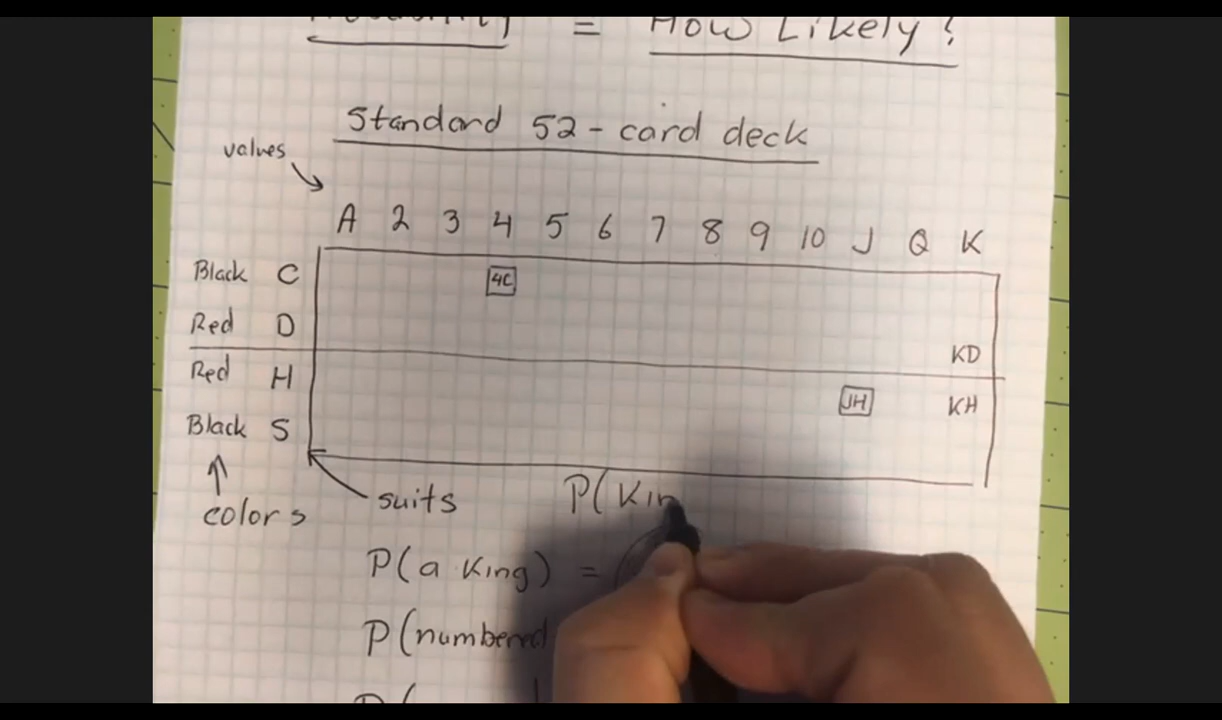 = How Likely?
Standard 52-card deck
values
A 2 3 4 5 6 7 8 9 10 J Q K
Black C 4C
Red D KD
Red H JH KH
Black S
colors
suits P(Kin
P(a King) =
P(numbered